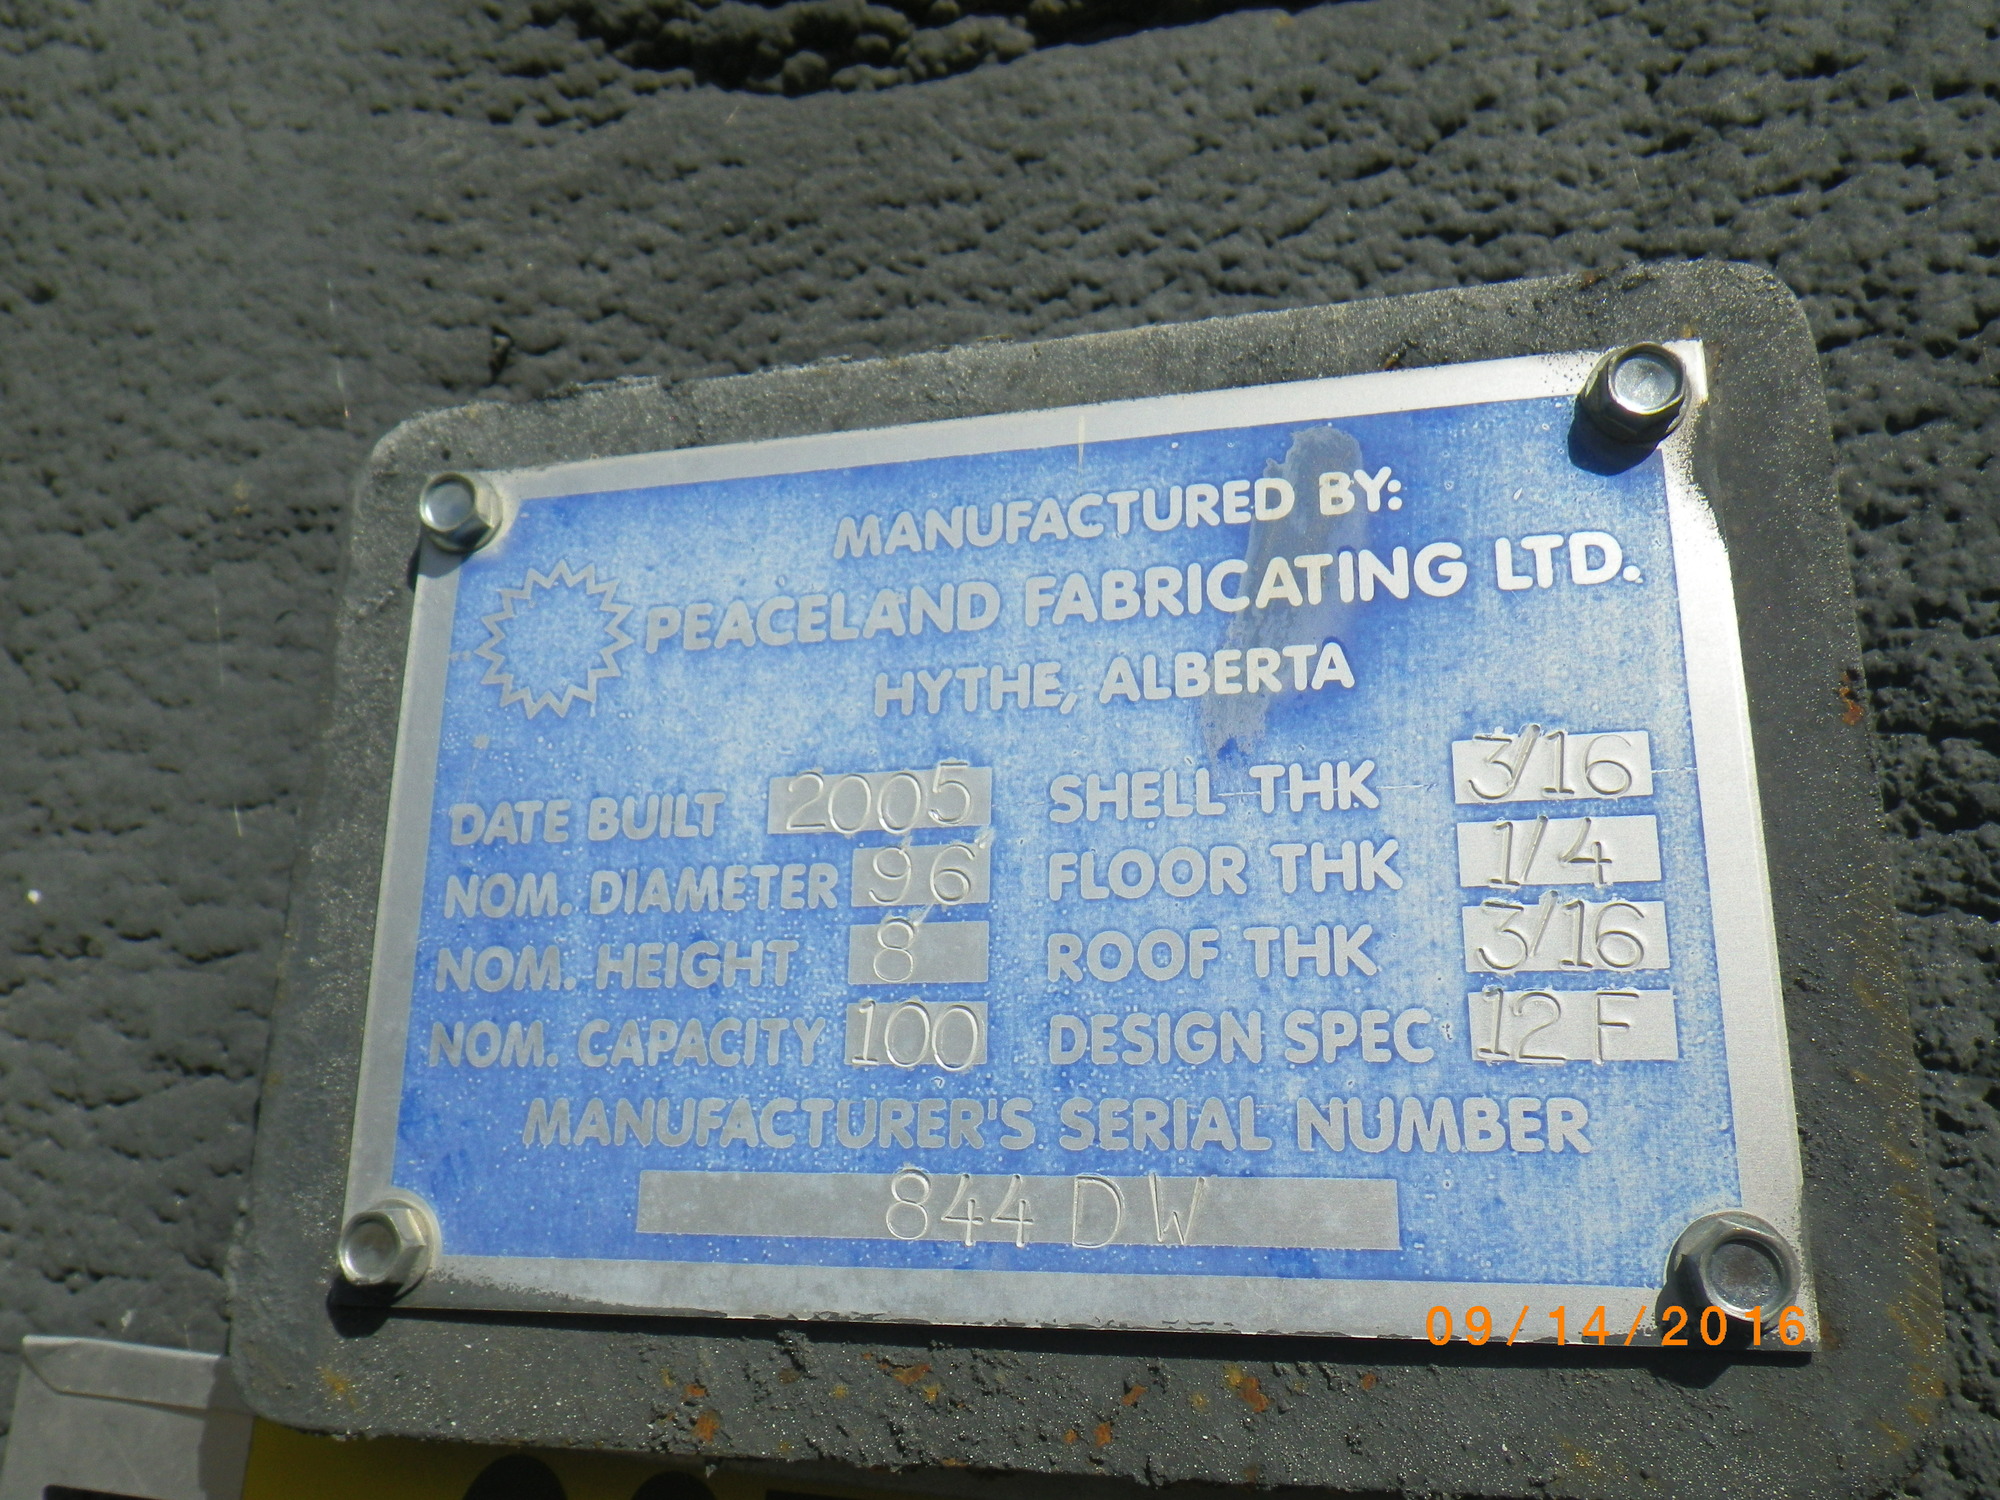 MANUFACTURED BY:
PEACELAND FABRICATING LTD.
HYTHE, ALBERTA
DATE BUILT 2005 SHELL THK 3/16
NOM. DIAMETER 96 FLOOR THK 1/4
NOM. HEIGHT 8 ROOF THK 3/16
NOM. CAPACITY 100 DESIGN SPEC 12 F
MANUFACTURER'S SERIAL NUMBER
844 DW
09/14/2016